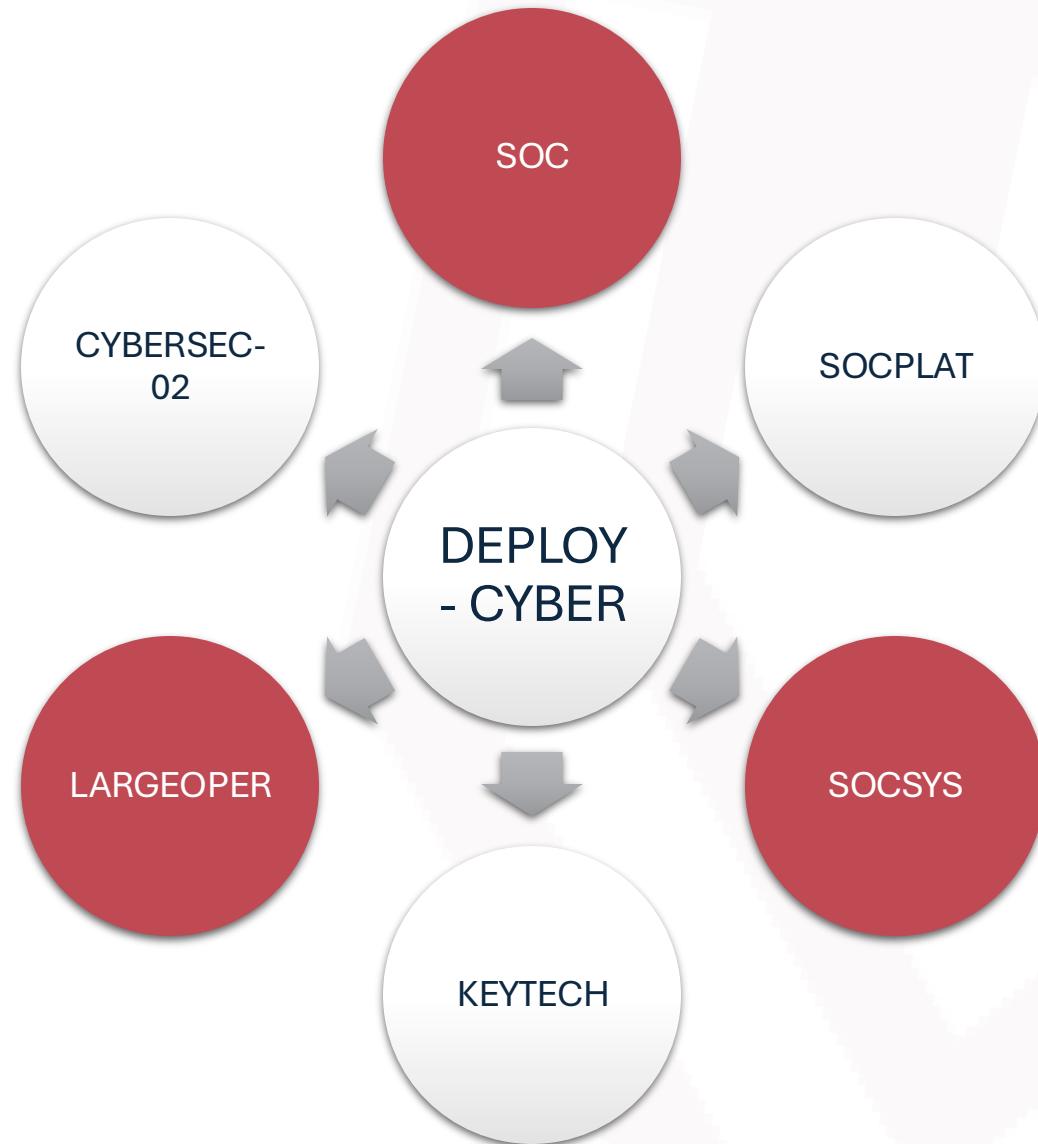 SOC
CYBERSEC-
02
SOCPLAT
DEPLOY
- CYBER
LARGEOPER
SOCSYS
KEYTECH